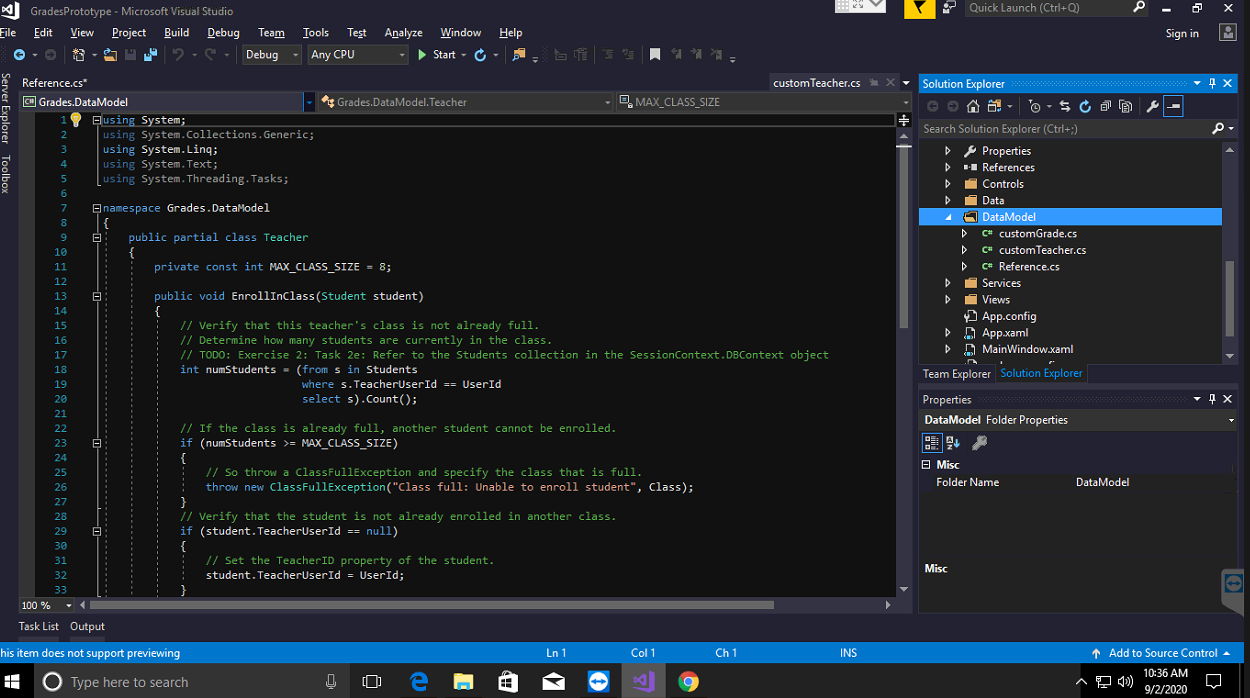 GradesPrototype - Microsoft Visual Studio
Quick Launch (Ctrl+Q)
File Edit View Project Build Debug Team Tools Test Analyze Window Help
Sign in
Debug Any CPU Start
Server Explorer
Toolbox
Reference.cs*
customTeacher.cs
Grades.DataModel
Grades.DataModel.Teacher
MAX_CLASS_SIZE
1 using System;
2 using System.Collections.Generic;
3 using System.Linq;
4 using System.Text;
5 using System.Threading.Tasks;
6
7 namespace Grades.DataModel
8 {
9 public partial class Teacher
10 {
11 private const int MAX_CLASS_SIZE = 8;
12
13 public void EnrollInClass(Student student)
14 {
15 // Verify that this teacher's class is not already full.
16 // Determine how many students are currently in the class.
17 // TODO: Exercise 2: Task 2e: Refer to the Students collection in the SessionContext.DBContext object
18 int numStudents = (from s in Students
19 where s.TeacherUserId == UserId
20 select s).Count();
21
22 // If the class is already full, another student cannot be enrolled.
23 if (numStudents >= MAX_CLASS_SIZE)
24 {
25 // So throw a ClassFullException and specify the class that is full.
26 throw new ClassFullException("Class full: Unable to enroll student", Class);
27 }
28 // Verify that the student is not already enrolled in another class.
29 if (student.TeacherUserId == null)
30 {
31 // Set the TeacherID property of the student.
32 student.TeacherUserId = UserId;
33 }
100 %
Solution Explorer
Search Solution Explorer (Ctrl+;)
Properties
References
Controls
Data
DataModel
C# customGrade.cs
C# customTeacher.cs
C# Reference.cs
Services
Views
App.config
App.xaml
MainWindow.xaml
Team Explorer Solution Explorer
Properties
DataModel Folder Properties
Misc
Folder Name DataModel
Misc
Task List Output
his item does not support previewing
Ln 1 Col 1 Ch 1 INS
Add to Source Control
Type here to search
10:36 AM
9/2/2020